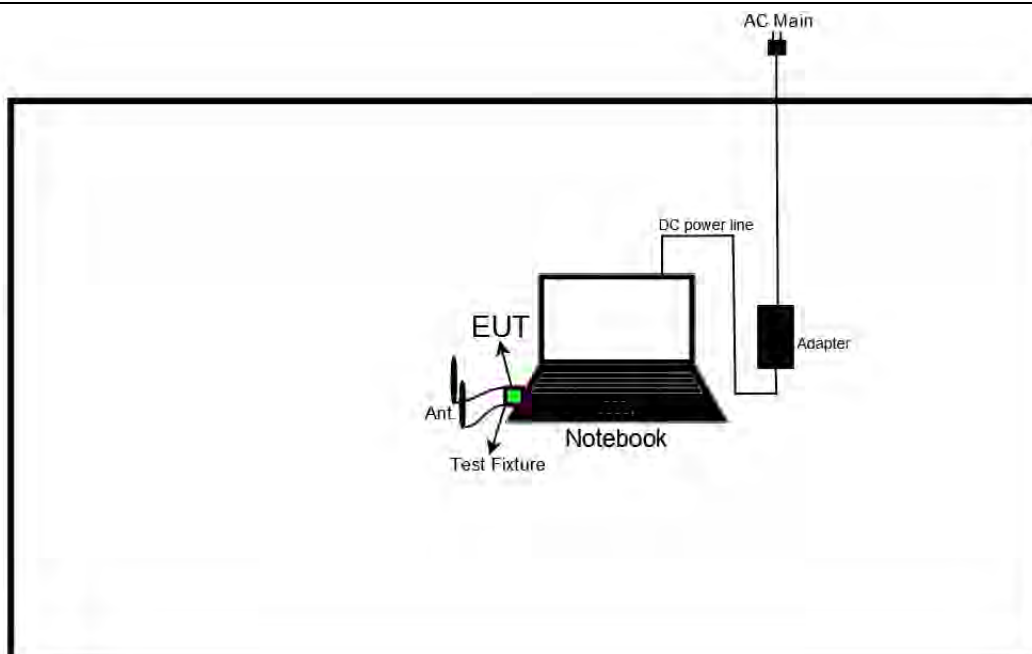 AC Main
DC power line
EUT
Adapter
Ant.
Notebook
Test Fixture